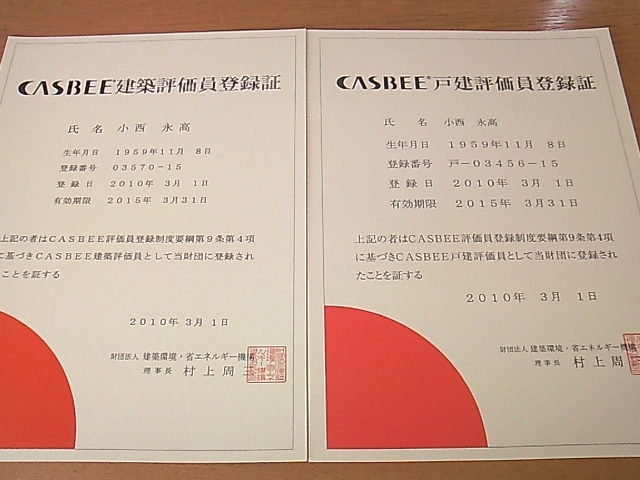 CASBEE®建築評価員登録証
氏 名 小西 永高
生年月日 1959年11月 8日
登録番号 03570-15
登 録 日 2010年 3月 1日
有効期限 2015年 3月31日
上記の者はCASBEE評価員登録制度要綱第9条第4項
に基づきCASBEE建築評価員として当財団に登録され
たことを証する
2010年 3月 1日
財団法人 建築環境・省エネルギー機構
理事長 村上周三
CASBEE®戸建評価員登録証
氏 名 小西 永高
生年月日 1959年11月 8日
登録番号 戸-03456-15
登 録 日 2010年 3月 1日
有効期限 2015年 3月31日
上記の者はCASBEE評価員登録制度要綱第9条第4項
に基づきCASBEE戸建評価員として当財団に登録され
たことを証する
2010年 3月 1日
財団法人 建築環境・省エネルギー機構
理事長 村上周